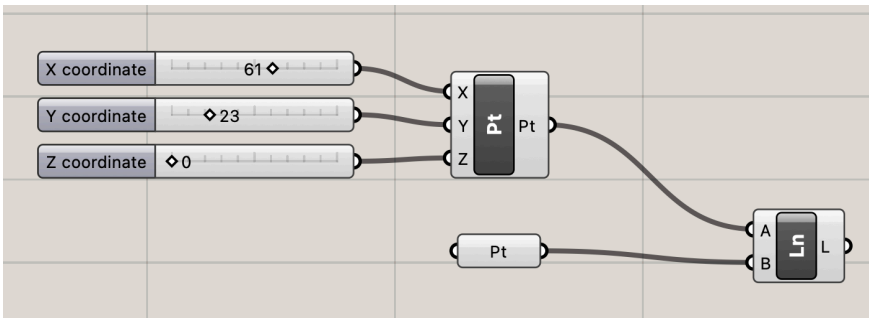 X coordinate 61
Y coordinate 23
Z coordinate 0
X
Y
Z
Pt
Pt
Pt
A
B
Ln
L